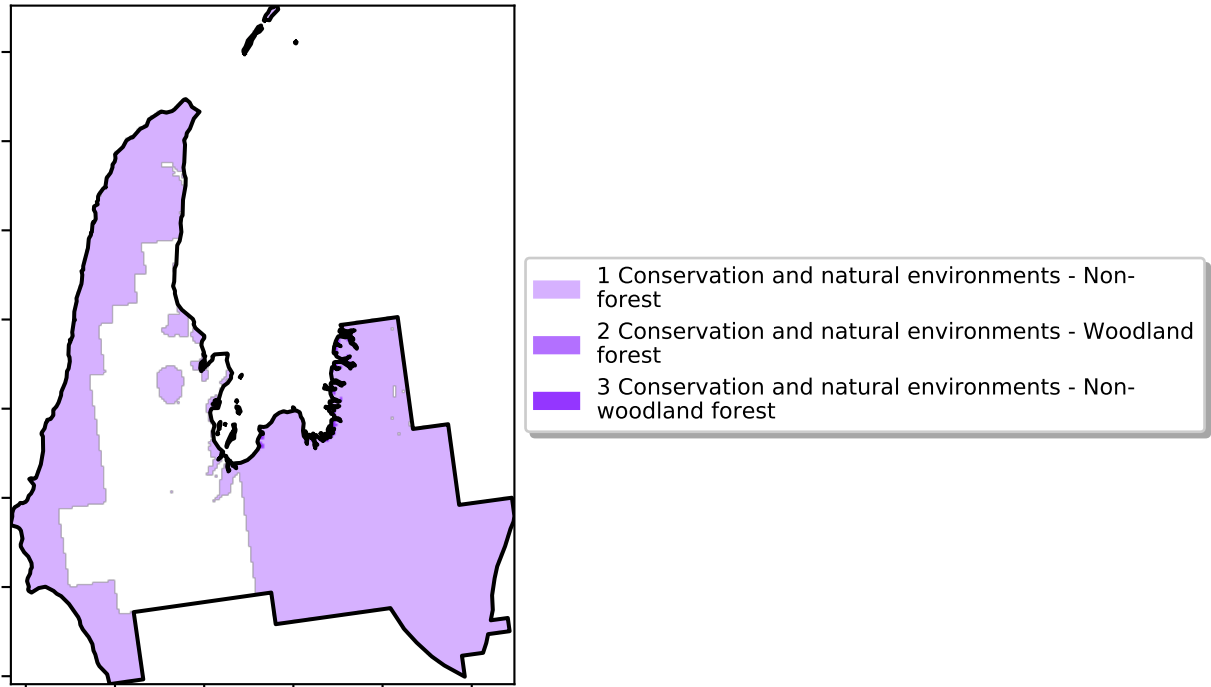 1 Conservation and natural environments - Non-
forest
2 Conservation and natural environments - Woodland
forest
3 Conservation and natural environments - Non-
woodland forest